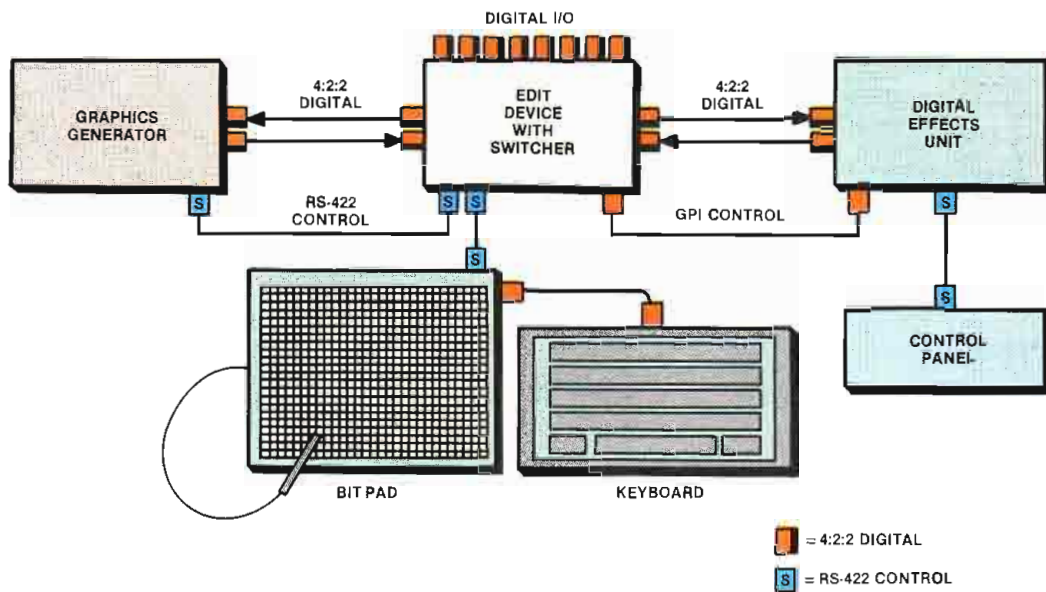 DIGITAL I/O
4:2:2
DIGITAL
4:2:2
DIGITAL
GRAPHICS
GENERATOR
EDIT
DEVICE
WITH
SWITCHER
DIGITAL
EFFECTS
UNIT
S
S
S
S
RS-422
CONTROL
GPI CONTROL
S
S
CONTROL
PANEL
BIT PAD
KEYBOARD
= 4:2:2 DIGITAL
S = RS-422 CONTROL